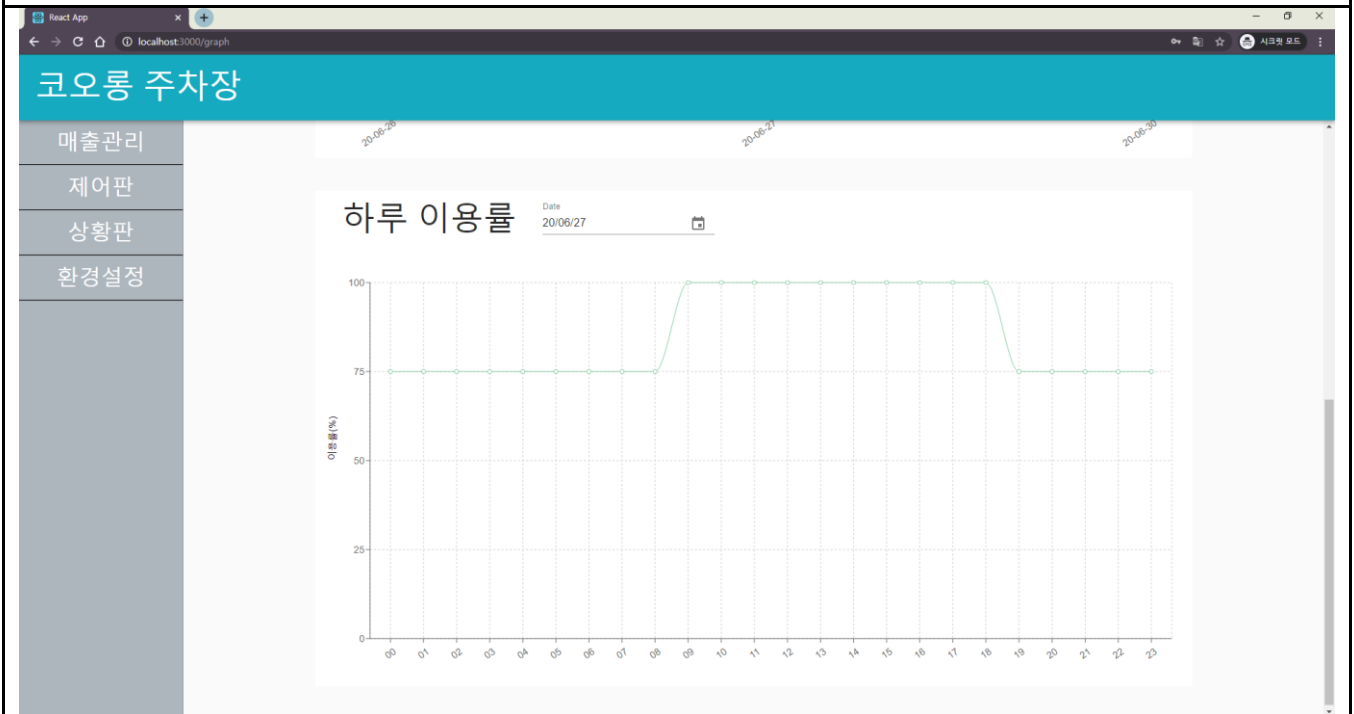 React App
localhost:3000/graph
시크릿 모드
코오롱 주차장
매출관리
제어판
상황판
환경설정
20-06-26 20-06-27 20-06-30
하루 이용률
Date
20/06/27
100
75
50
25
0
이용률(%)
00 01 02 03 04 05 06 07 08 09 10 11 12 13 14 15 16 17 18 19 20 21 22 23